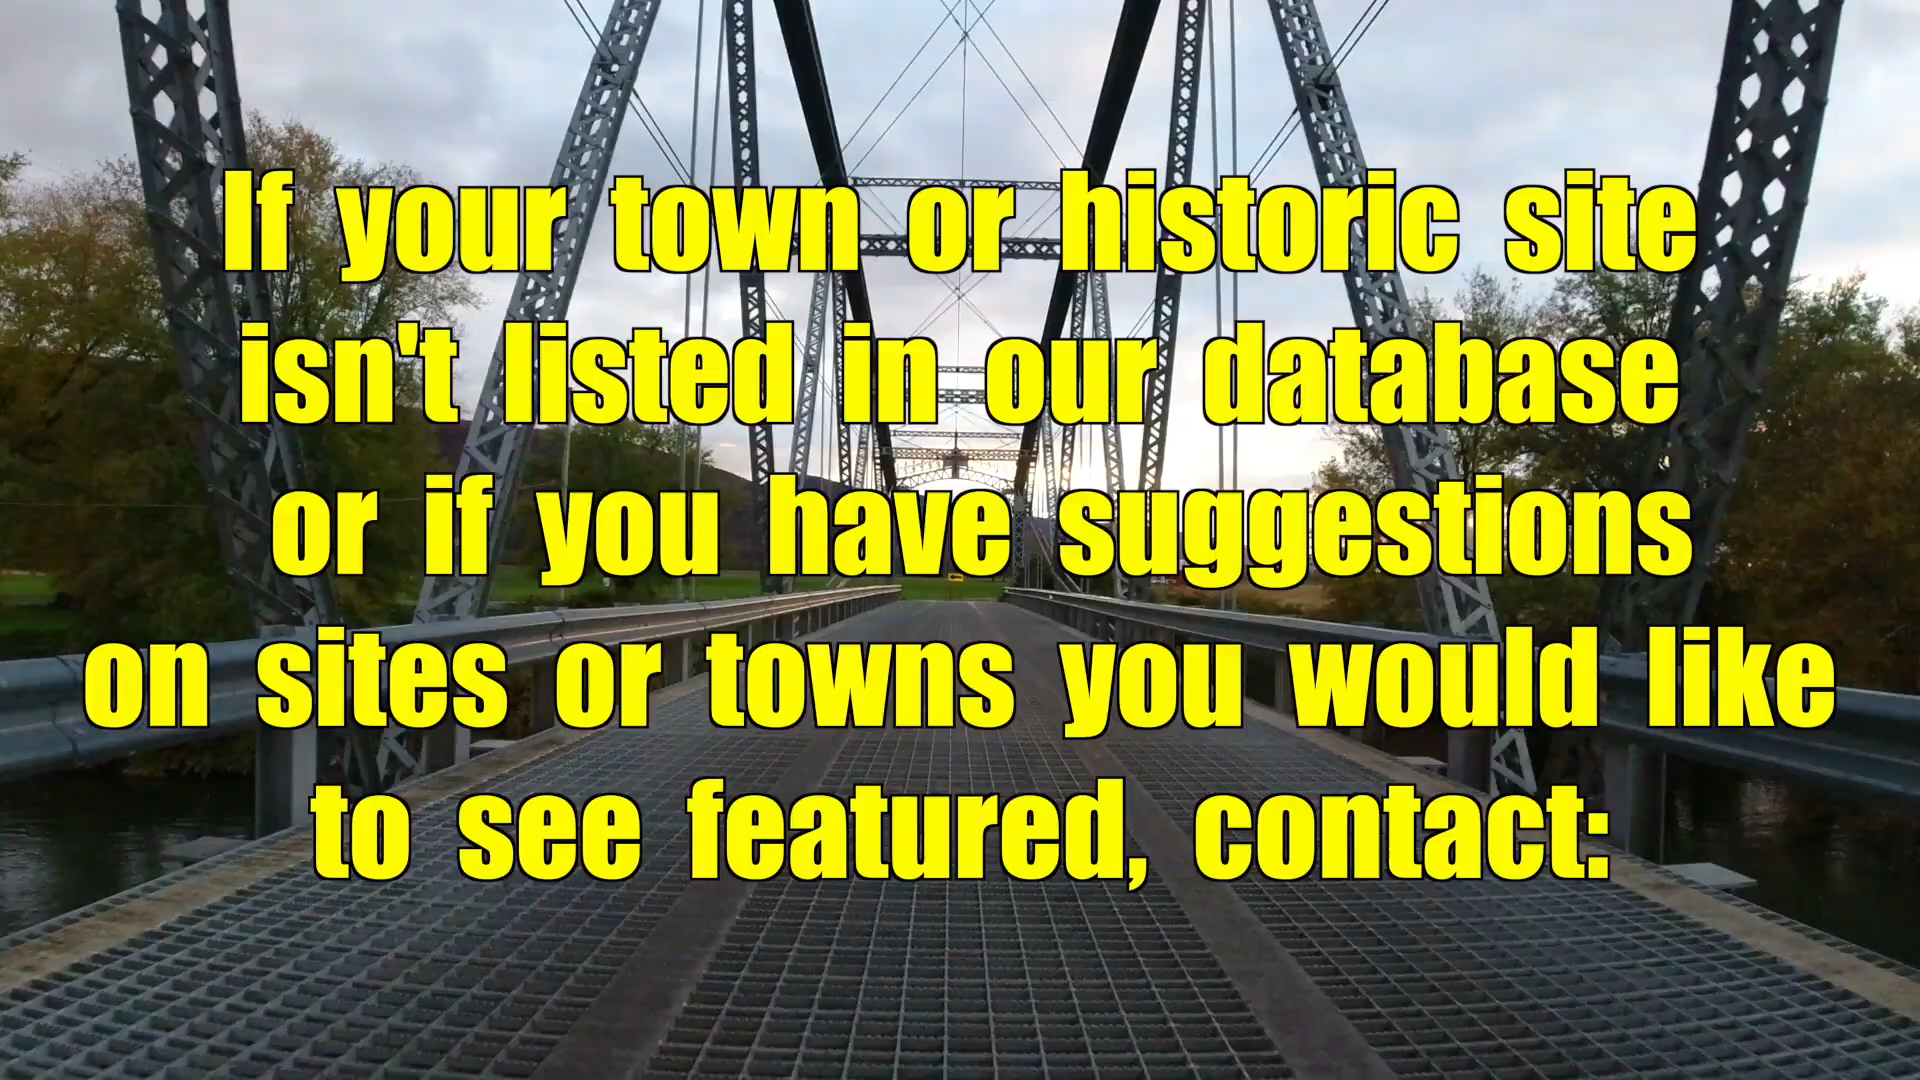 If your town or historic site
isn't listed in our database
or if you have suggestions
on sites or towns you would like
to see featured, contact: